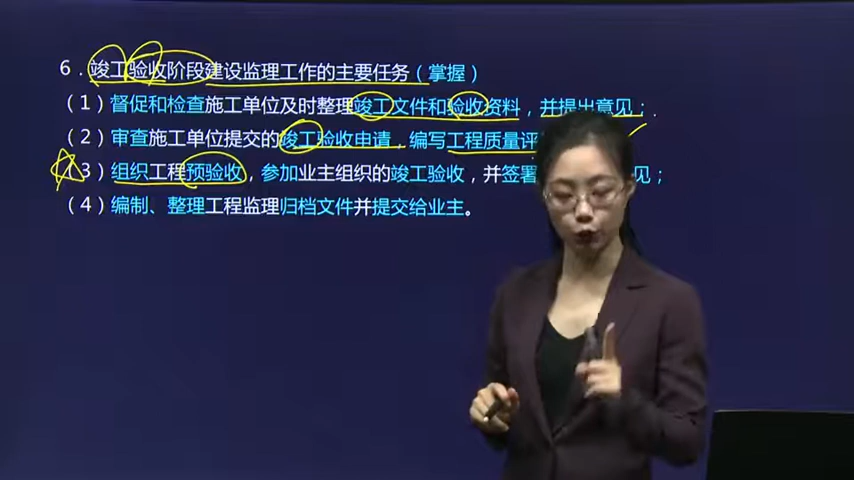 6．竣工验收阶段建设监理工作的主要任务（掌握）
（1）督促和检查施工单位及时整理竣工文件和验收资料，并提出意见；
（2）审查施工单位提交的竣工验收申请，编写工程质量评
（3）组织工程预验收，参加业主组织的竣工验收，并签署 见；
（4）编制、整理工程监理归档文件并提交给业主。